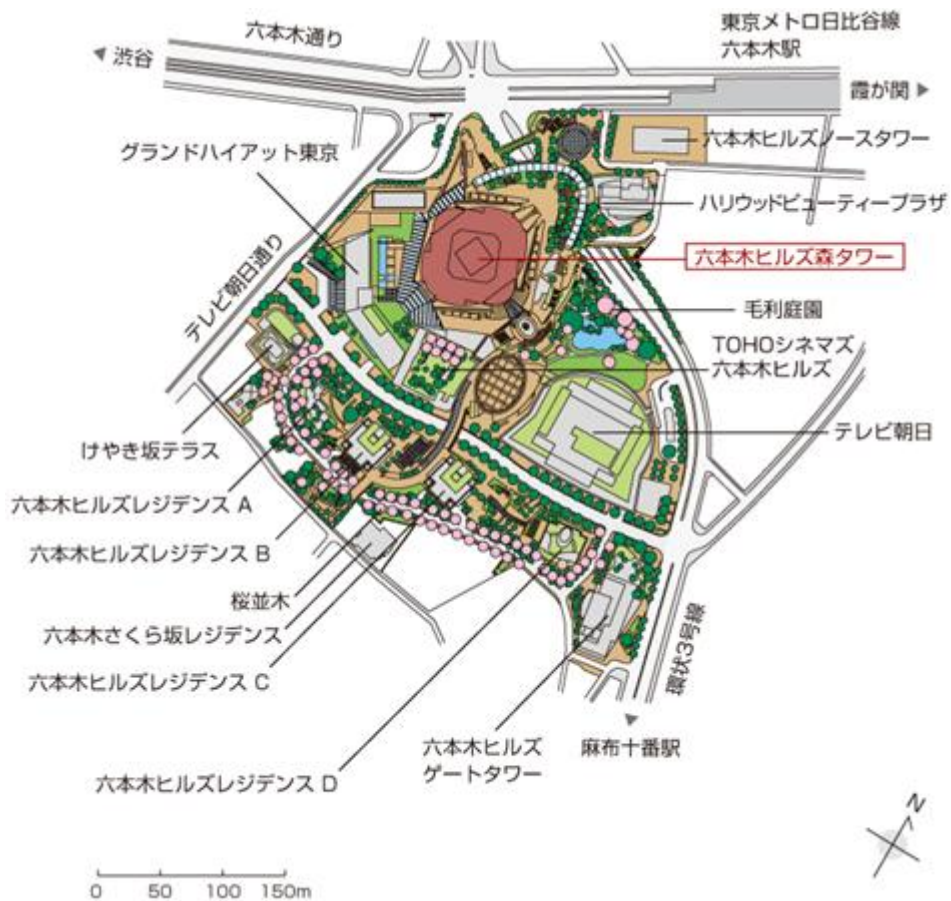 六本木通り
東京メトロ日比谷線
六本木駅
◀ 渋谷
霞が関 ▶
六本木ヒルズノースタワー
グランドハイアット東京
ハリウッドビューティープラザ
六本木ヒルズ森タワー
テレビ朝日通り
毛利庭園
TOHOシネマズ
六本木ヒルズ
テレビ朝日
けやき坂テラス
六本木ヒルズレジデンス A
六本木ヒルズレジデンス B
桜並木
六本木さくら坂レジデンス
六本木ヒルズレジデンス C
環状3号線
六本木ヒルズ
ゲートタワー
麻布十番駅
六本木ヒルズレジデンス D
N
0 50 100 150m